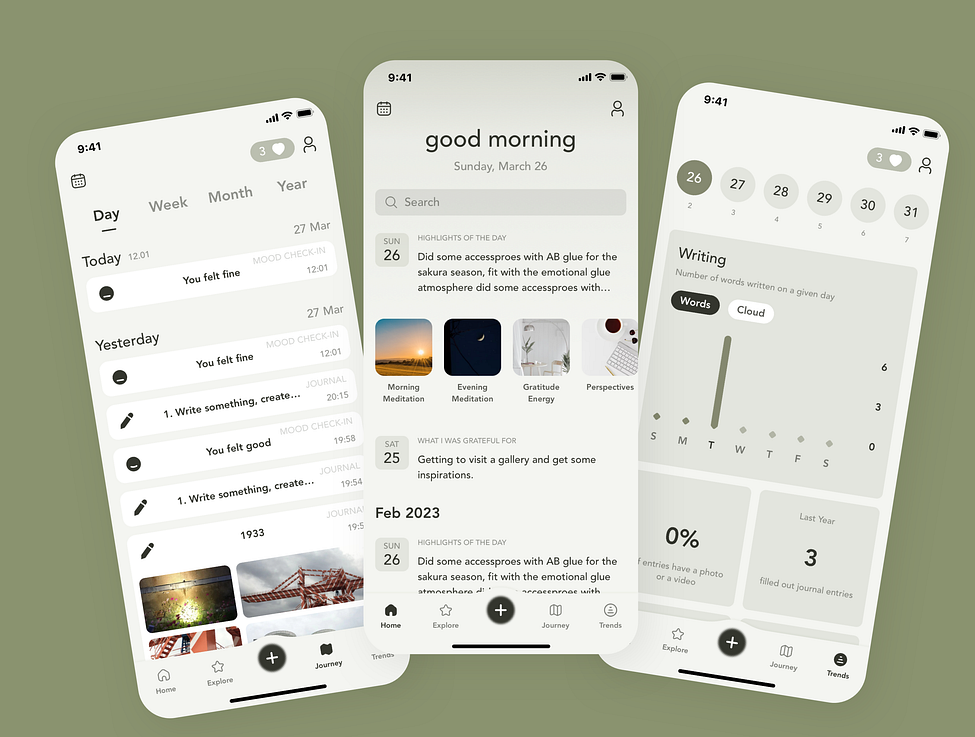 9:41
3
Day
Week
Month
Year
27 Mar
Today 12.01
MOOD CHECK-IN
You felt fine
12:01
27 Mar
Yesterday
MOOD CHECK-IN
You felt fine
12:01
JOURNAL
1. Write something, create...
20:15
MOOD CHECK-IN
You felt good
19:58
JOURNAL
1. Write something, create...
19:54
JOURNA
1933
19:5
Home
Explore
Journey
Trends
9:41
good morning
Sunday, March 26
Search
SUN
26
HIGHLIGHTS OF THE DAY
Did some accessproes with AB glue for the
sakura season, fit with the emotional glue
atmosphere did some accessproes with...
Morning
Meditation
Evening
Meditation
Gratitude
Energy
Perspectives
SAT
25
WHAT I WAS GRATEFUL FOR
Getting to visit a gallery and get some
inspirations.
Feb 2023
SUN
26
HIGHLIGHTS OF THE DAY
Did some accessproes with AB glue for the
sakura season, fit with the emotional glue
atmosphere did some accessproes with
Home
Explore
Journey
Trends
9:41
3
26
27
28
29
30
31
2
3
4
5
6
7
Writing
Number of words written on a given day
Words
Cloud
6
3
0
S
M
T
W
T
F
S
0%
f entries have a photo
or a video
Last Year
3
filled out journal entries
Explore
Journey
Trends